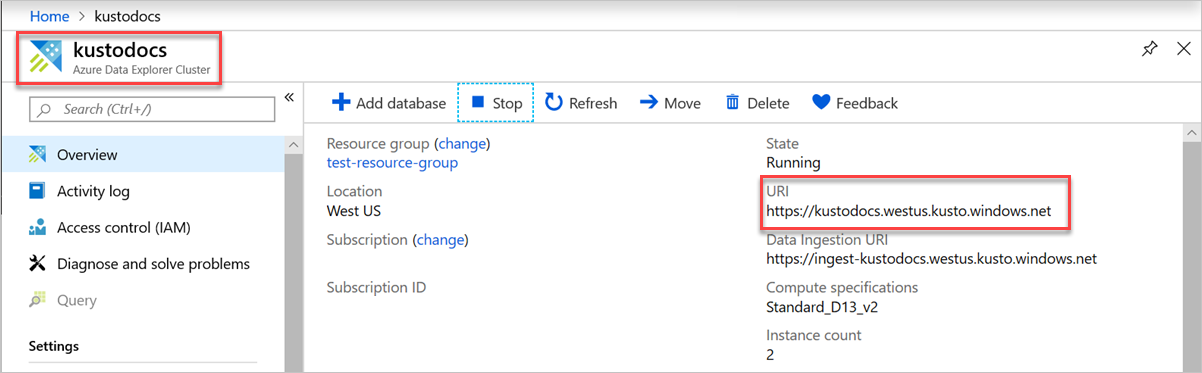 Home > kustodocs
kustodocs
Azure Data Explorer Cluster
Search (Ctrl+/)
«
Overview
Activity log
Access control (IAM)
Diagnose and solve problems
Query
Settings
Add database
Stop
Refresh
Move
Delete
Feedback
Resource group (change)
test-resource-group
Location
West US
Subscription (change)
Subscription ID
State
Running
URI
https://kustodocs.westus.kusto.windows.net
Data Ingestion URI
https://ingest-kustodocs.westus.kusto.windows.net
Compute specifications
Standard_D13_v2
Instance count
2